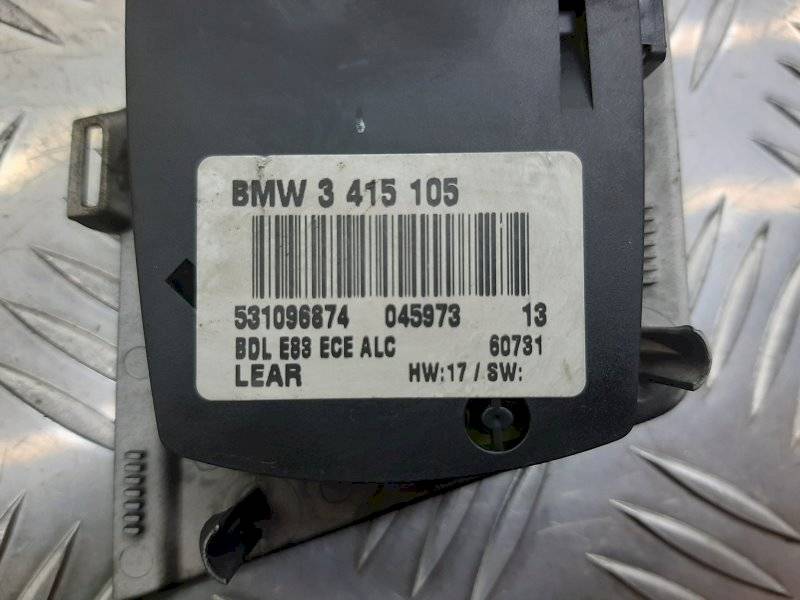 BMW 3 415 105
531096874 045973 13
BDL E83 ECE ALC 60731
LEAR HW:17 / SW: